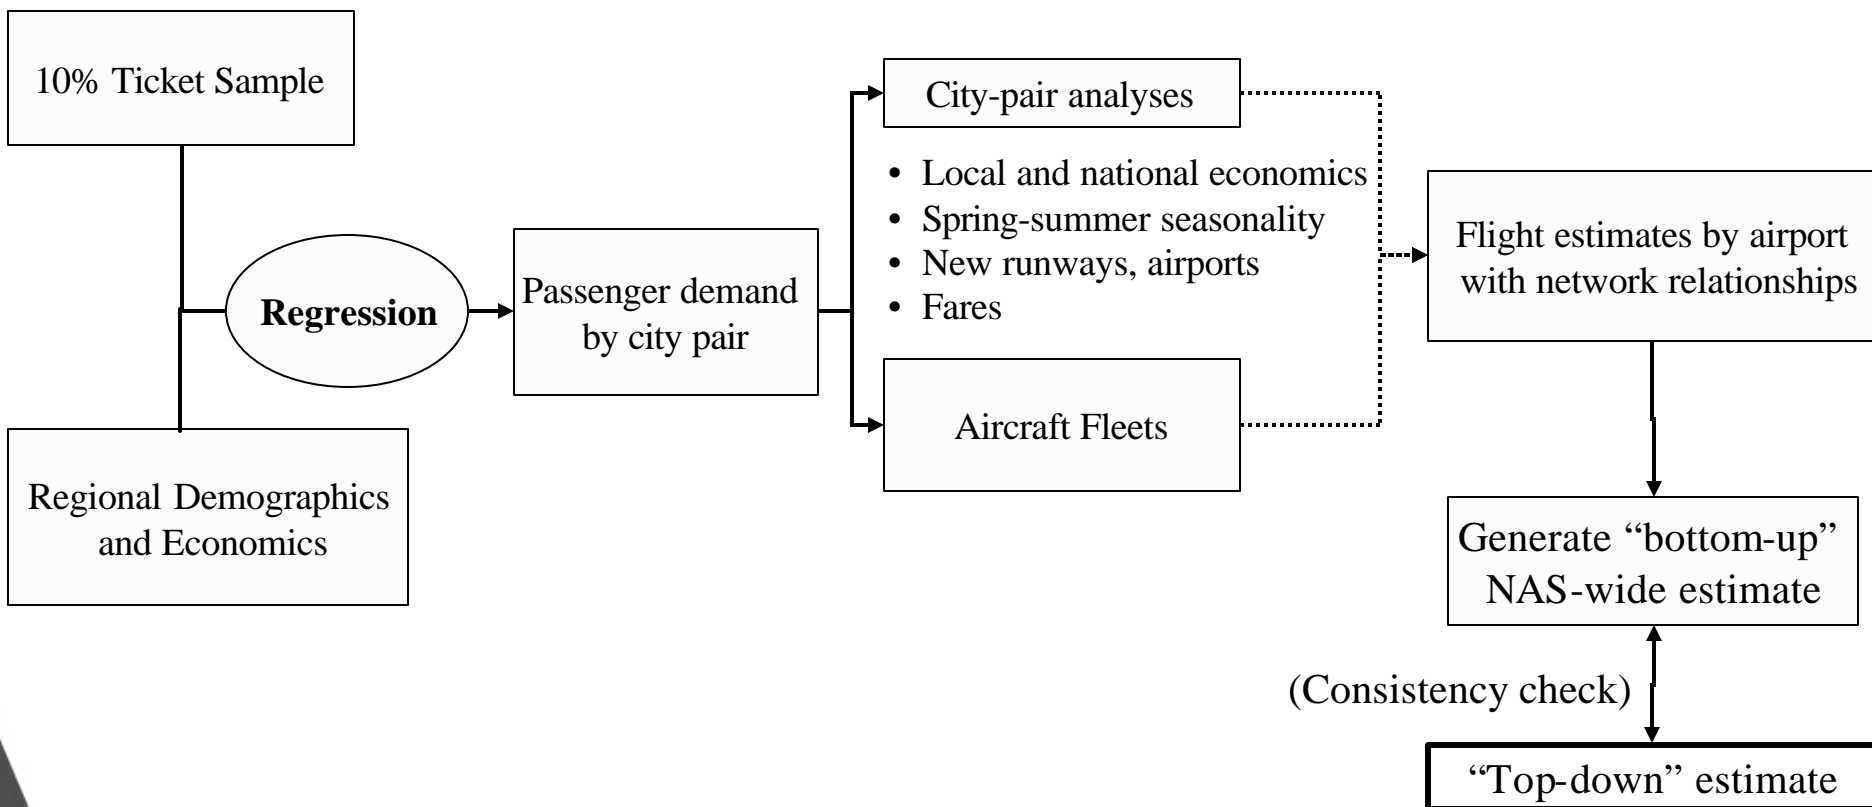 10% Ticket Sample
Regional Demographics
and Economics
Regression
Passenger demand
by city pair
City-pair analyses
• Local and national economics
• Spring-summer seasonality
• New runways, airports
• Fares
Aircraft Fleets
Flight estimates by airport
with network relationships
Generate “bottom-up”
NAS-wide estimate
(Consistency check)
“Top-down” estimate